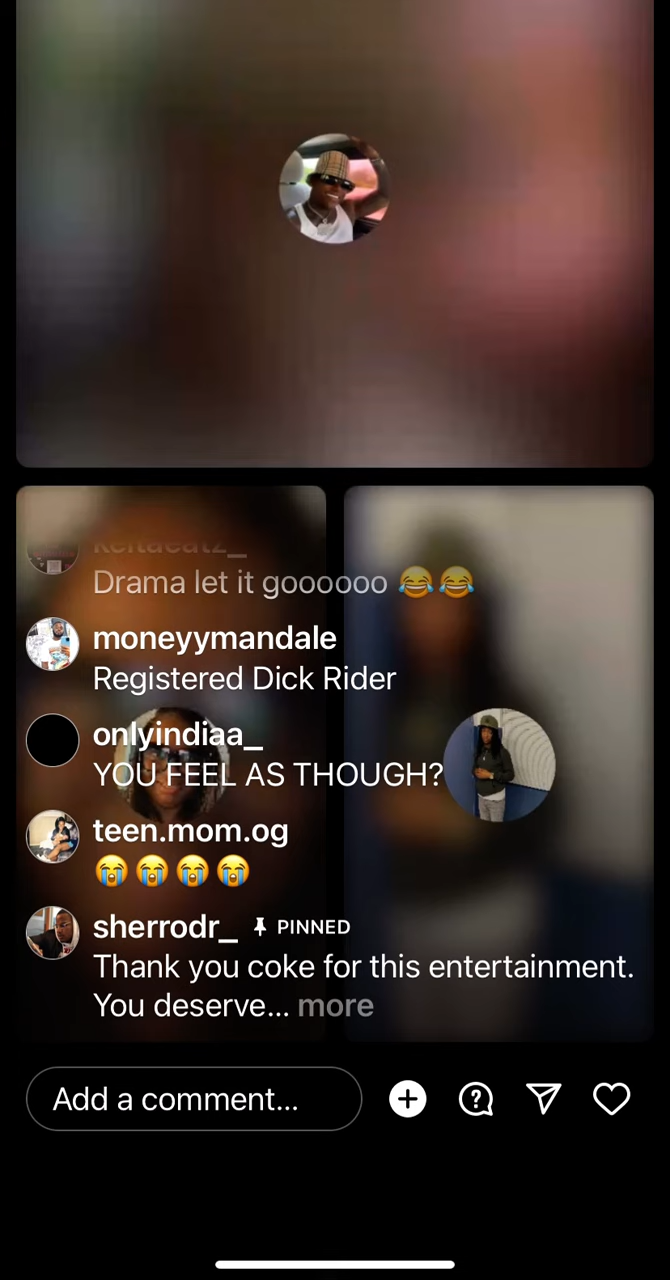 keitaeatz_
Drama let it goooooo 😂😂
moneyymandale
Registered Dick Rider
onlyindiaa_
YOU FEEL AS THOUGH?
teen.mom.og
😭😭😭😭
sherrodr_ PINNED
Thank you coke for this entertainment.
You deserve... more
Add a comment...